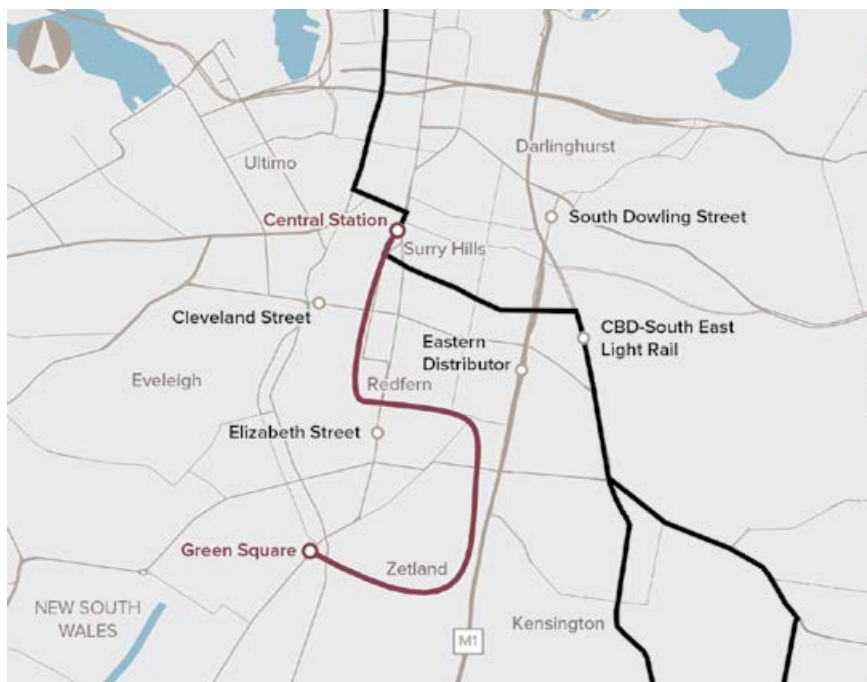 Darlinghurst
Ultimo
Central Station
South Dowling Street
Surry Hills
Cleveland Street
CBD-South East
Light Rail
Eastern
Distributor
Eveleigh
Redfern
Elizabeth Street
Green Square
Zetland
NEW SOUTH
WALES
Kensington
M1